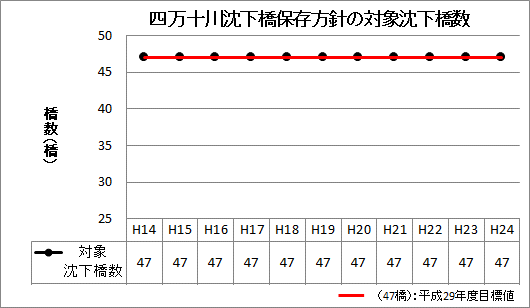 四万十川沈下橋保存方針の対象沈下橋数
橋数(橋)
50
45
40
35
30
25
H14 H15 H16 H17 H18 H19 H20 H21 H22 H23 H24
対象
沈下橋数
47 47 47 47 47 47 47 47 47 47 47
(47橋):平成29年度目標値